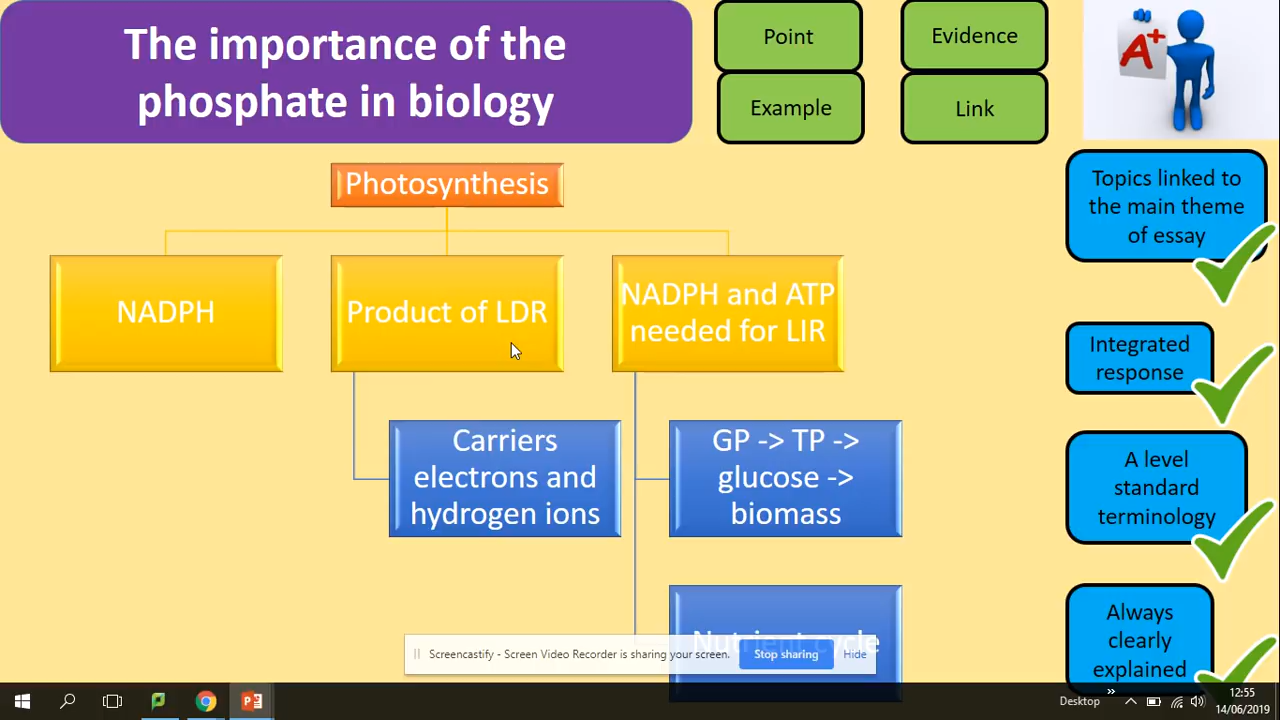 The importance of the
phosphate in biology
Point
Evidence
Example
Link
A+
Photosynthesis
NADPH
Product of LDR
NADPH and ATP
needed for LIR
Carriers
electrons and
hydrogen ions
GP -> TP ->
glucose ->
biomass
Nutrient cycle
Topics linked to
the main theme
of essay
Integrated
response
A level
standard
terminology
Always
clearly
explained
Screencastify - Screen Video Recorder is sharing your screen.
Stop sharing
Hide
Desktop
12:55
14/06/2019